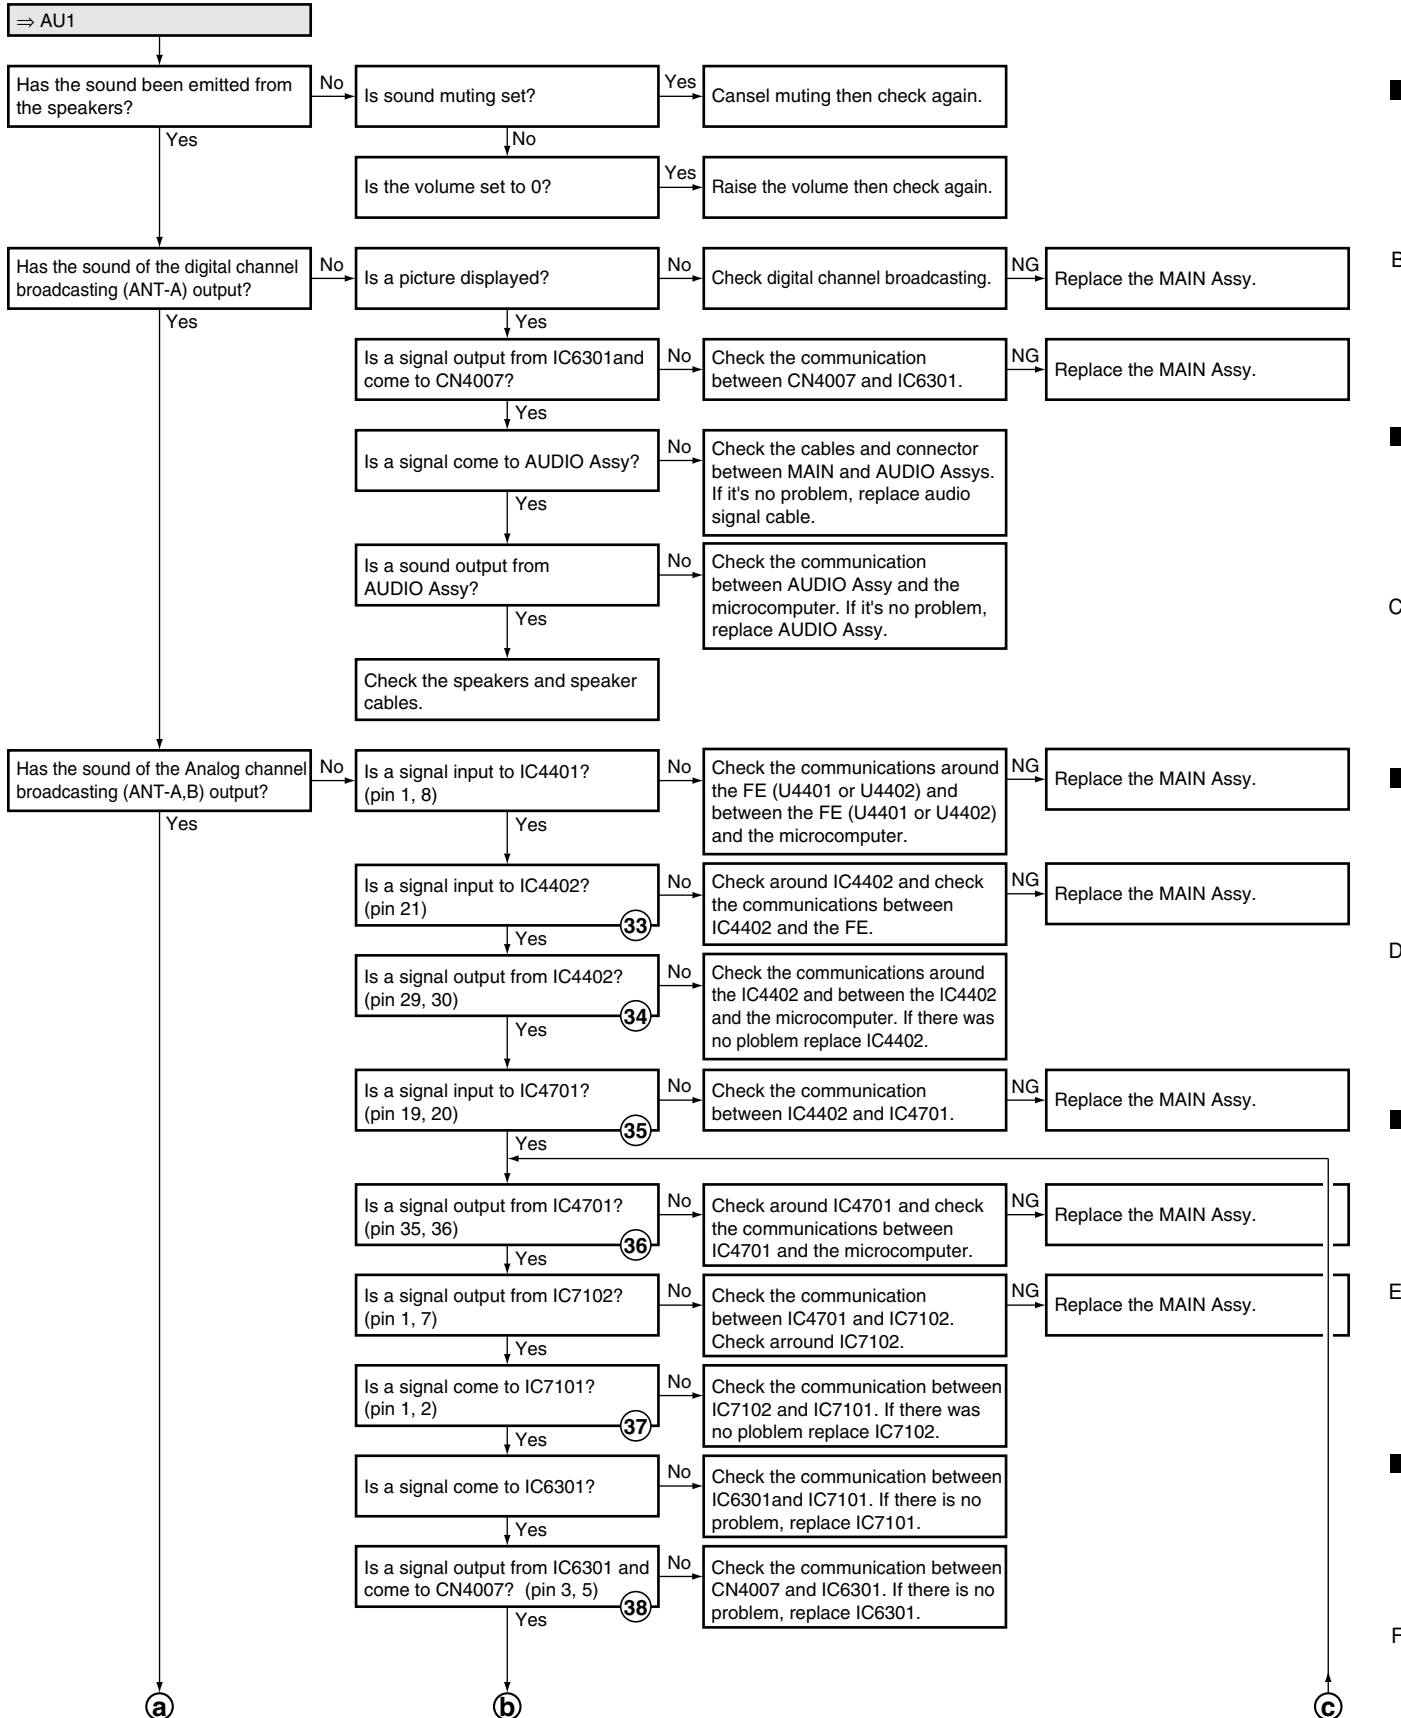 ⇒ AU1
Has the sound been emitted from
the speakers?
No
Is sound muting set?
Yes
Cansel muting then check again.
Yes
No
Is the volume set to 0?
Yes
Raise the volume then check again.
Has the sound of the digital channel
broadcasting (ANT-A) output?
No
Is a picture displayed?
No
Check digital channel broadcasting.
NG
Replace the MAIN Assy.
B
Yes
Yes
Is a signal output from IC6301and
come to CN4007?
No
Check the communication
between CN4007 and IC6301.
NG
Replace the MAIN Assy.
Yes
Is a signal come to AUDIO Assy?
No
Check the cables and connector
between MAIN and AUDIO Assys.
If it's no problem, replace audio
signal cable.
Yes
Is a sound output from
AUDIO Assy?
No
Check the communication
between AUDIO Assy and the
microcomputer. If it's no problem,
replace AUDIO Assy.
C
Yes
Check the speakers and speaker
cables.
Has the sound of the Analog channel
broadcasting (ANT-A,B) output?
No
Is a signal input to IC4401?
(pin 1, 8)
No
Check the communications around
the FE (U4401 or U4402) and
between the FE (U4401 or U4402)
and the microcomputer.
NG
Replace the MAIN Assy.
Yes
Yes
Is a signal input to IC4402?
(pin 21)
33
No
Check around IC4402 and check
the communications between
IC4402 and the FE.
NG
Replace the MAIN Assy.
D
Yes
Is a signal output from IC4402?
(pin 29, 30)
34
No
Check the communications around
the IC4402 and between the IC4402
and the microcomputer. If there was
no ploblem replace IC4402.
Yes
Is a signal input to IC4701?
(pin 19, 20)
35
No
Check the communication
between IC4402 and IC4701.
NG
Replace the MAIN Assy.
Yes
Is a signal output from IC4701?
(pin 35, 36)
36
No
Check around IC4701 and check
the communications between
IC4701 and the microcomputer.
NG
Replace the MAIN Assy.
Yes
Is a signal output from IC7102?
(pin 1, 7)
No
Check the communication
between IC4701 and IC7102.
Check arround IC7102.
NG
Replace the MAIN Assy.
E
Yes
Is a signal come to IC7101?
(pin 1, 2)
37
No
Check the communication between
IC7102 and IC7101. If there was
no ploblem replace IC7102.
Yes
Is a signal come to IC6301?
No
Check the communication between
IC6301and IC7101. If there is no
problem, replace IC7101.
Yes
Is a signal output from IC6301 and
come to CN4007? (pin 3, 5)
38
No
Check the communication between
CN4007 and IC6301. If there is no
problem, replace IC6301.
Yes
F
a
b
c